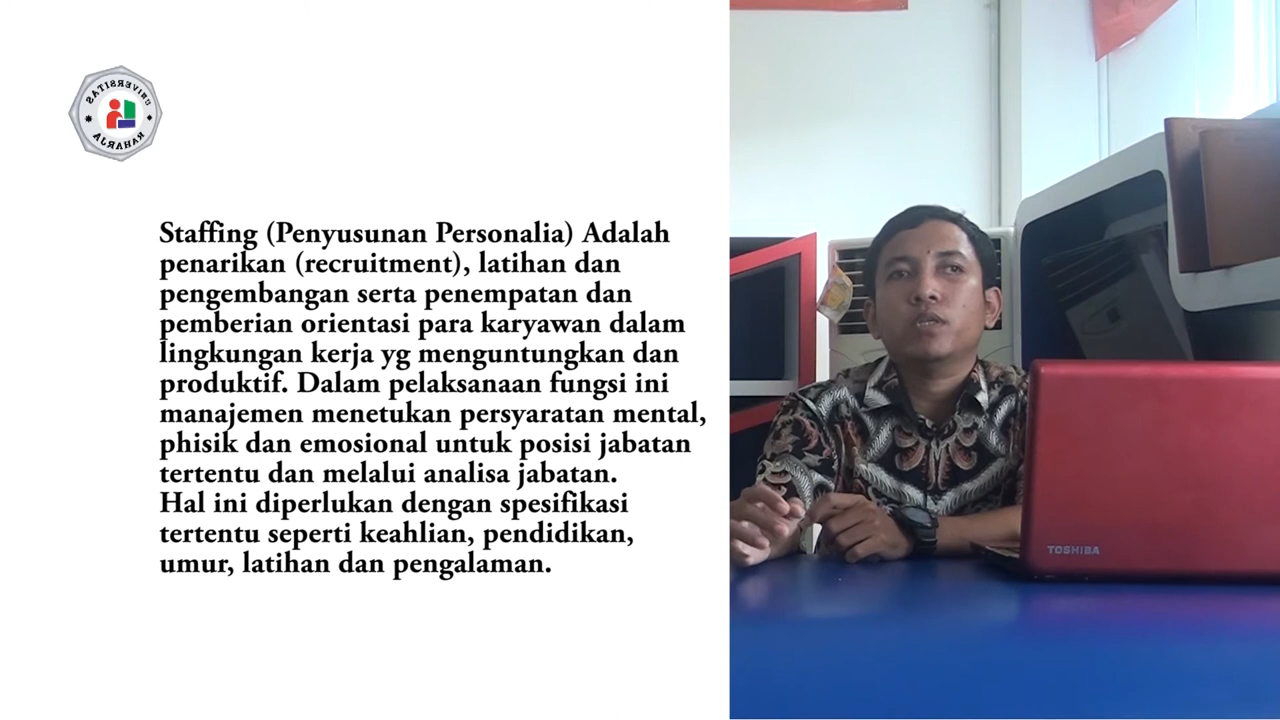 UNIVERSITAS
RAHARJA
Staffing (Penyusunan Personalia) Adalah
penarikan (recruitment), latihan dan
pengembangan serta penempatan dan
pemberian orientasi para karyawan dalam
lingkungan kerja yg menguntungkan dan
produktif. Dalam pelaksanaan fungsi ini
manajemen menetukan persyaratan mental,
phisik dan emosional untuk posisi jabatan
tertentu dan melalui analisa jabatan.
Hal ini diperlukan dengan spesifikasi
tertentu seperti keahlian, pendidikan,
umur, latihan dan pengalaman.
TOSHIBA